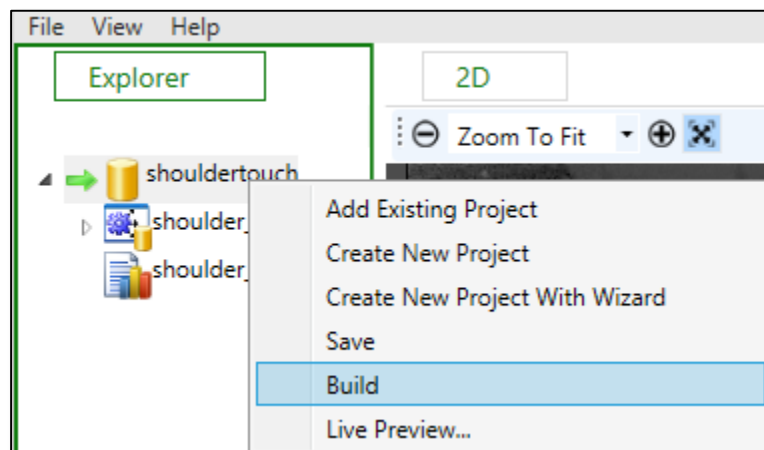 File View Help
Explorer
2D
Zoom To Fit
shouldertouch
shoulder_
shoulder_
Add Existing Project
Create New Project
Create New Project With Wizard
Save
Build
Live Preview...